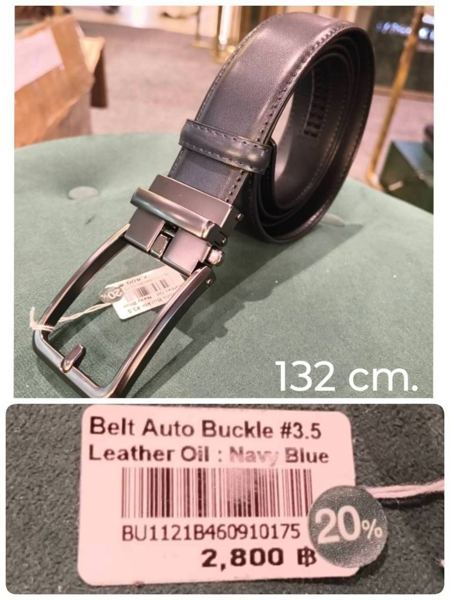 132 cm.
Belt Auto Buckle #3.5
Leather Oil : Navy Blue
BU1121B460910175
20%
2,800 ฿